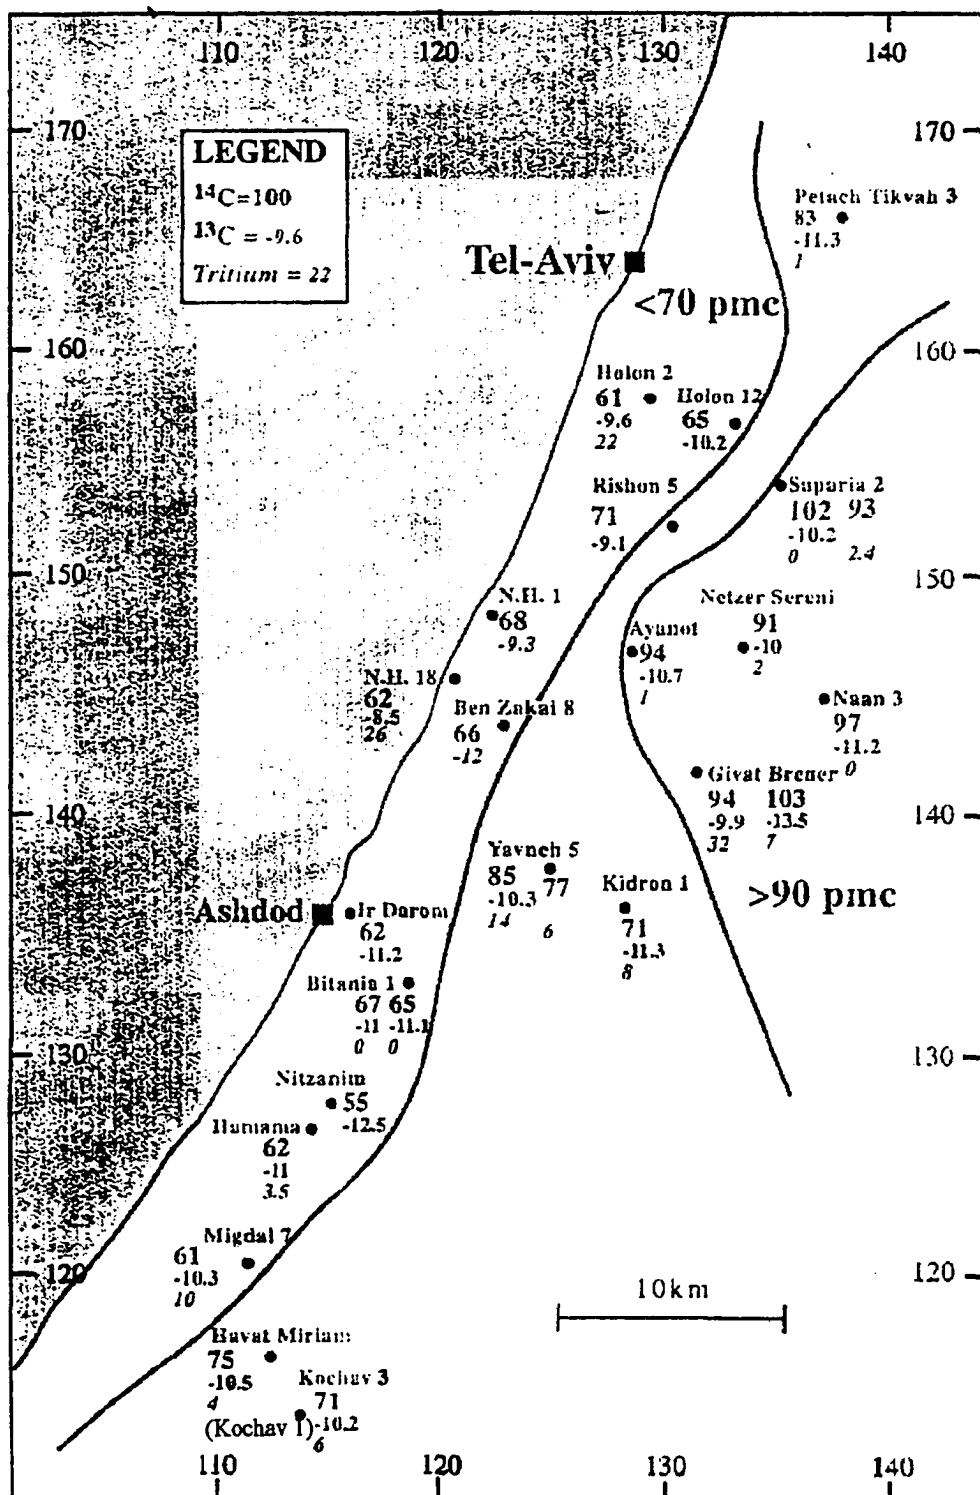 110 120 130 140
170 170
LEGEND
¹⁴C=100
¹³C = -9.6
Tritium = 22
Petach Tikvah 3
83
-11.3
1
Tel-Aviv
<70 pmc
160 160
Holon 2
61
-9.6
22
Holon 12
65
-10.2
Rishon 5
71
-9.1
Suparia 2
102 93
-10.2
0 2.4
150 150
N.H. 1
68
-9.3
Netzer Sereni
91
-10
2
Ayanot
94
-10.7
1
N.H. 18
62
-8.5
26
Ben Zakai 8
66
-12
Naan 3
97
-11.2
0
Givat Brener
94 103
-9.9 -13.5
32 7
140 140
Yavneh 5
85 77
-10.3
14 6
Kidron 1
71
-11.3
8
>90 pmc
Ashdod
Ir Darom
62
-11.2
Bitania 1
67 65
-11 -11.1
0 0
130 130
Nitzanim
55
-12.5
Hamama
62
-11
3.5
Migdal 7
61
-10.3
10
120 120
10km
Havat Miriam
75
-10.5
4
Kochav 3
71
(Kochav 1) -10.2
6
110 120 130 140